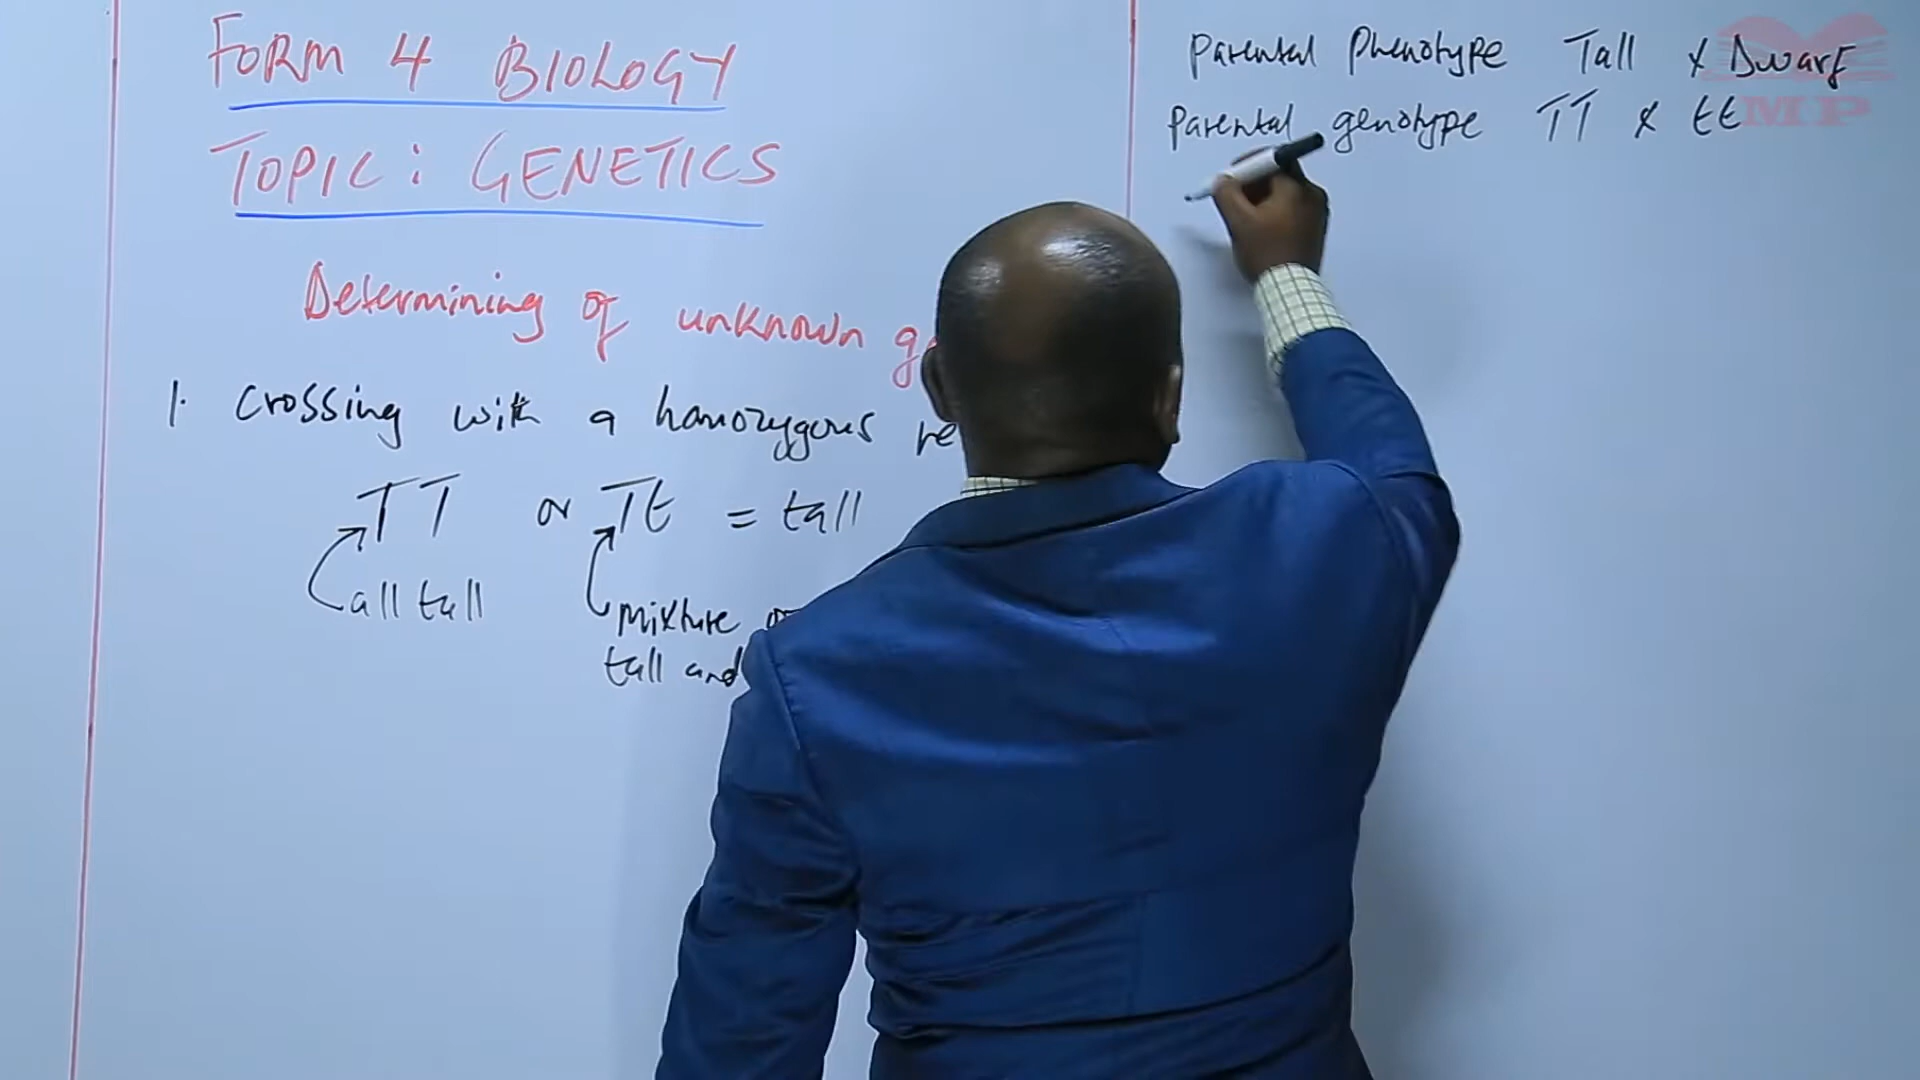 FORM 4 BIOLOGY
TOPIC: GENETICS
Determining of unknown
1. Crossing with a homozygous
TT or Tt = tall
all tall
Mixture
tall and
Parental Phenotype Tall x Dwarf
Parental genotype TT x tt
MP